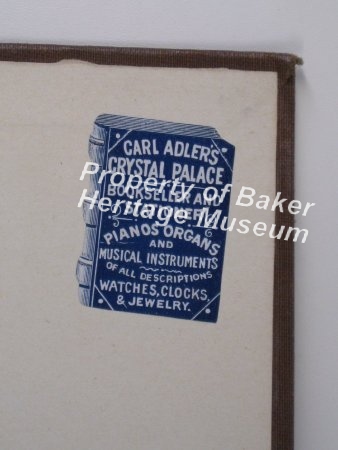 CARL ADLER'S
CRYSTAL PALACE
BOOKSELLER AND
STATIONER
PIANOS ORGANS
AND
MUSICAL INSTRUMENTS
OF ALL DESCRIPTIONS
WATCHES, CLOCKS,
& JEWELRY.
Property of Baker
Heritage Museum